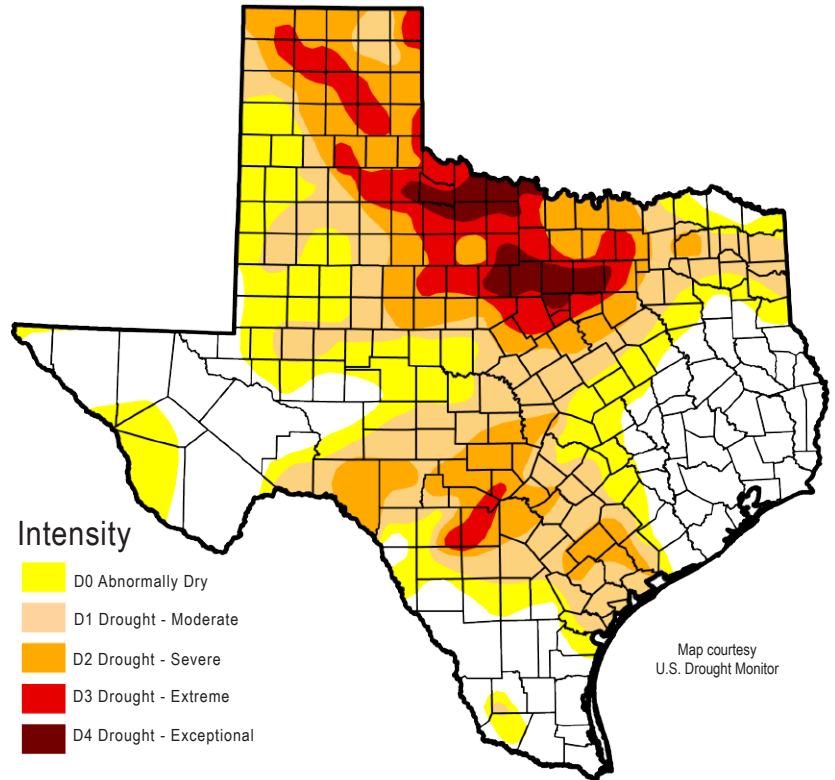 Intensity
D0 Abnormally Dry
D1 Drought - Moderate
D2 Drought - Severe
D3 Drought - Extreme
D4 Drought - Exceptional
Map courtesy
U.S. Drought Monitor